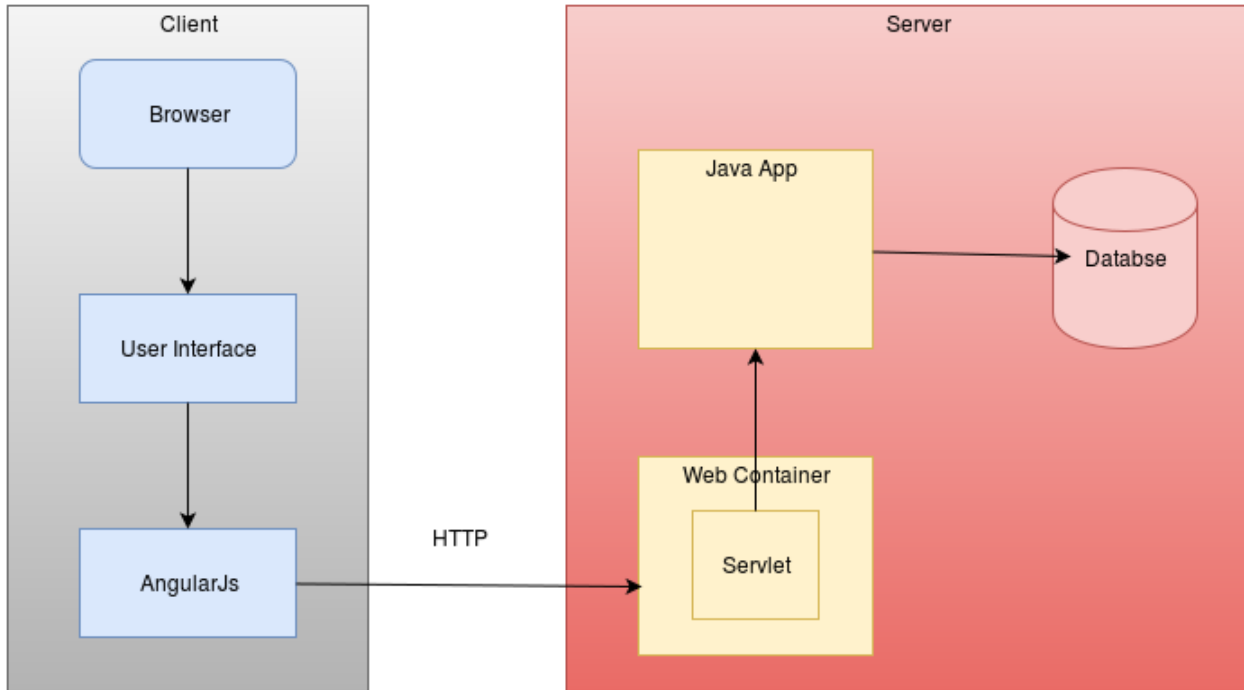 Client
Browser
User Interface
AngularJs
HTTP
Server
Java App
Databse
Web Container
Servlet